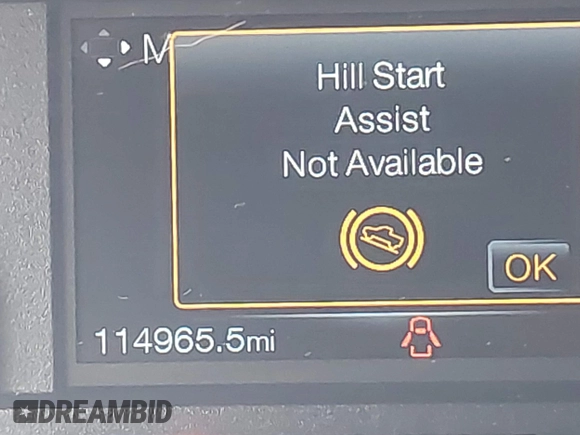 M
Hill Start
Assist
Not Available
OK
114965.5mi
DREAMBID